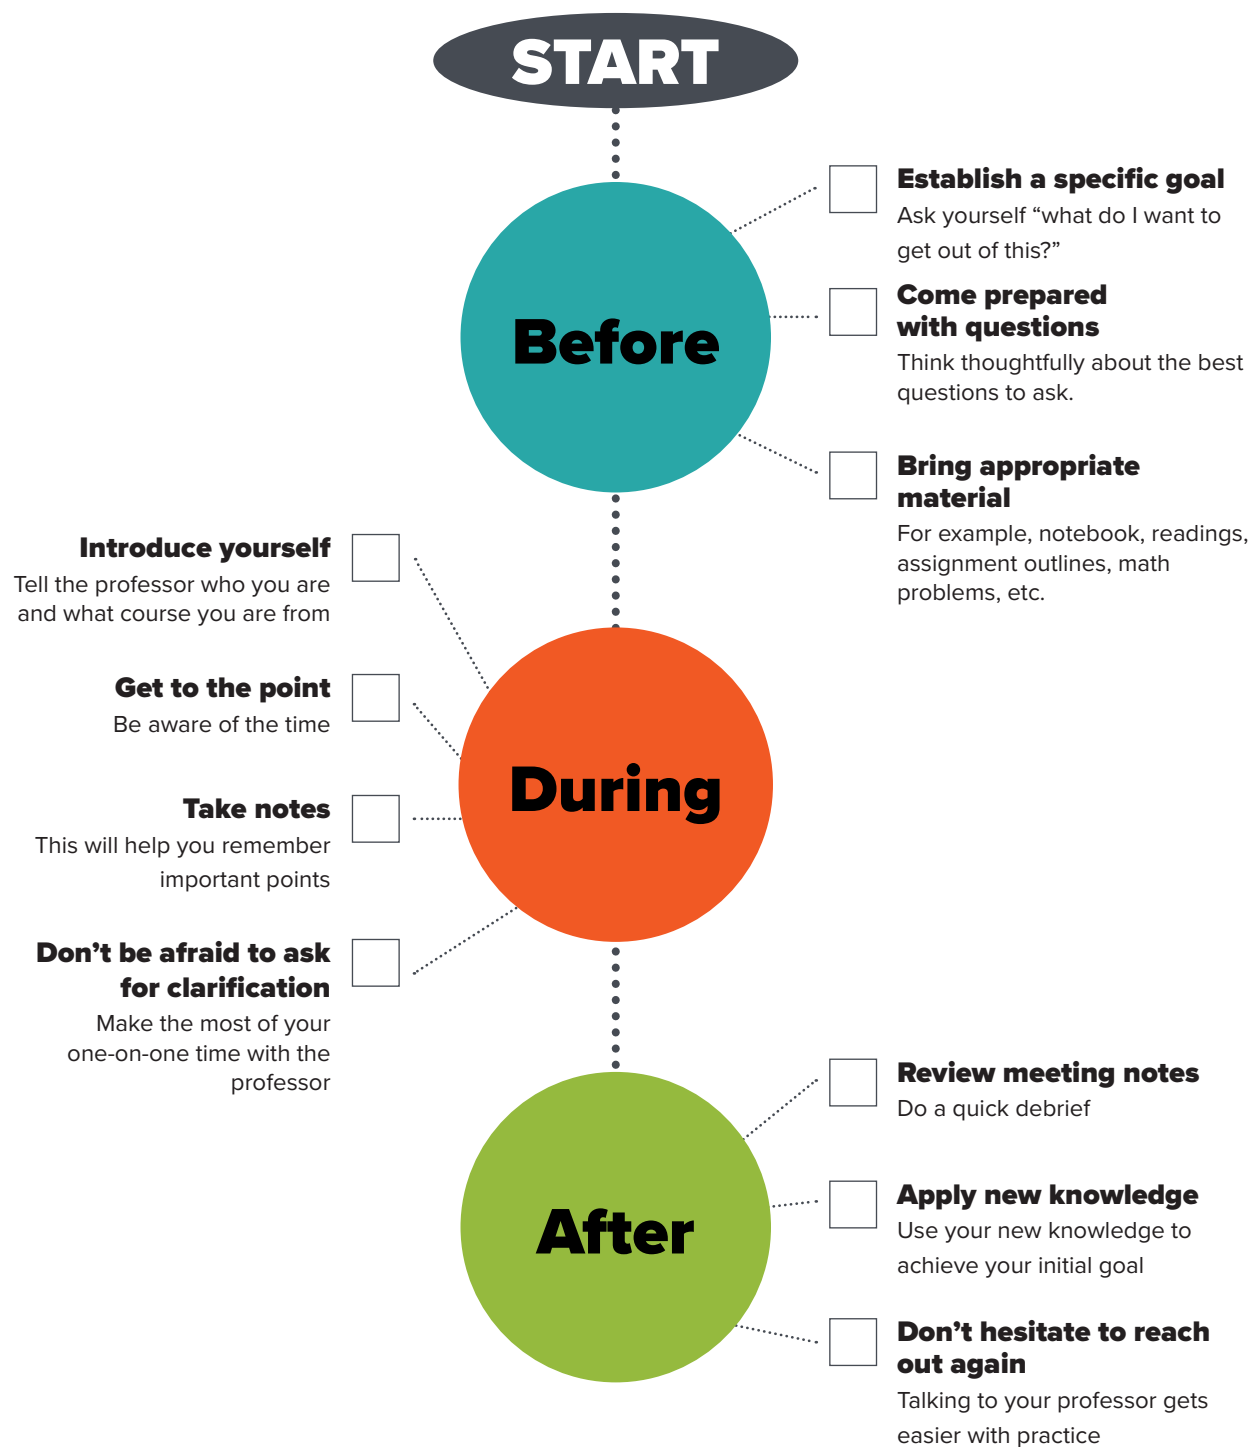 START
Before
Establish a specific goal
Ask yourself “what do I want to
get out of this?”
Come prepared
with questions
Think thoughtfully about the best
questions to ask.
Bring appropriate
material
For example, notebook, readings,
assignment outlines, math
problems, etc.
During
Introduce yourself
Tell the professor who you are
and what course you are from
Get to the point
Be aware of the time
Take notes
This will help you remember
important points
Don’t be afraid to ask
for clarification
Make the most of your
one-on-one time with the
professor
After
Review meeting notes
Do a quick debrief
Apply new knowledge
Use your new knowledge to
achieve your initial goal
Don’t hesitate to reach
out again
Talking to your professor gets
easier with practice